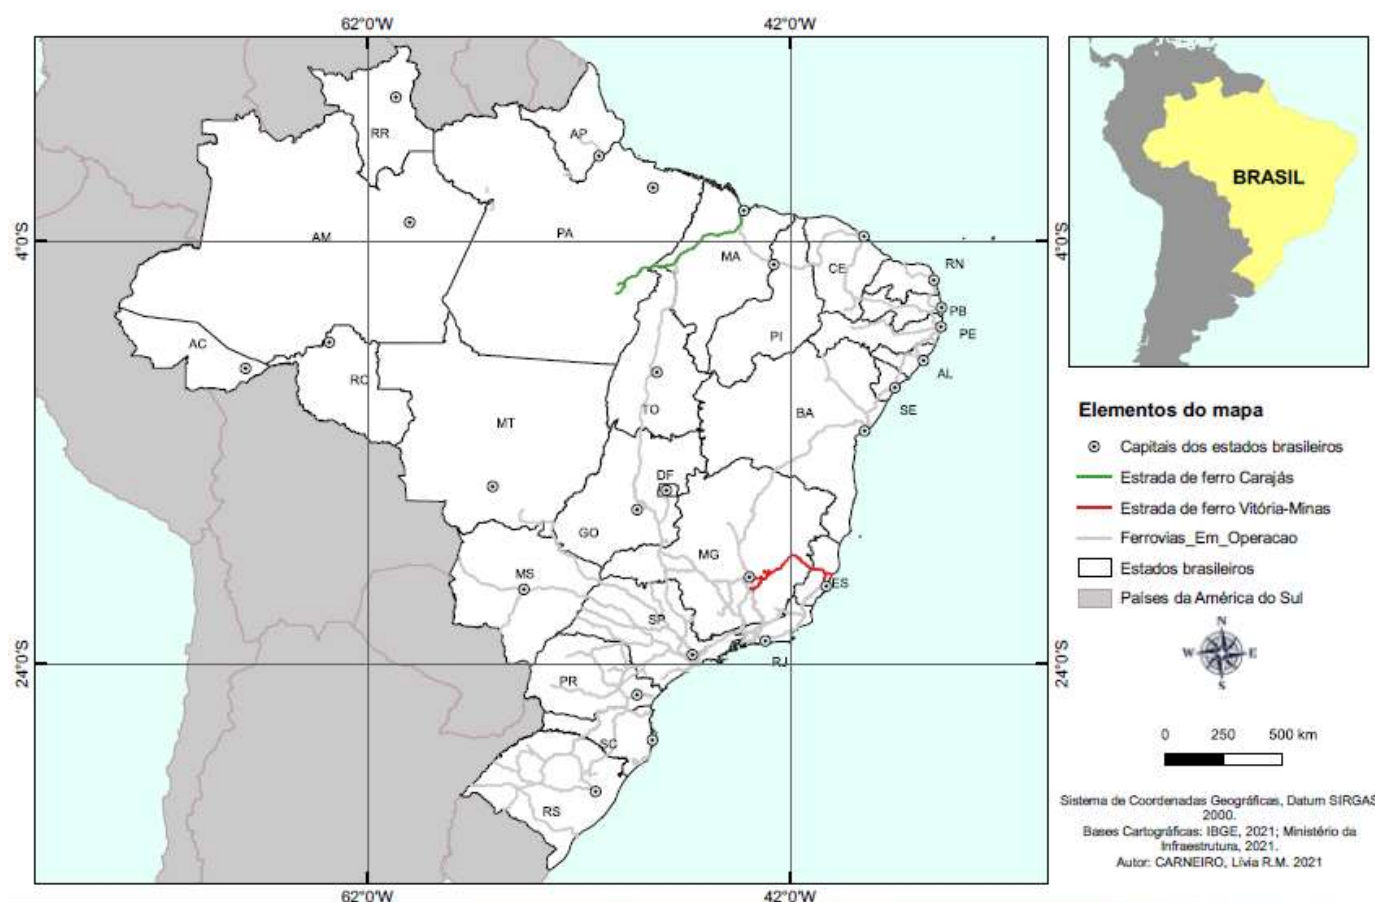 62°0'W
42°0'W
RR
AP
4°0'S
AM
PA
MA
CE
RN
PB
PE
PI
AL
AC
RO
TO
SE
MT
BA
DF
GO
MG
MS
ES
SP
RJ
24°0'S
PR
SC
RS
4°0'S
24°0'S
62°0'W
42°0'W
BRASIL
Elementos do mapa
Capitais dos estados brasileiros
Estrada de ferro Carajás
Estrada de ferro Vitória-Minas
Ferrovias_Em_Operacao
Estados brasileiros
Países da América do Sul
N
W
E
S
0 250 500 km
Sistema de Coordenadas Geográficas, Datum SIRGAS
2000.
Bases Cartográficas: IBGE, 2021; Ministério da
Infraestrutura, 2021.
Autor: CARNEIRO, Lívia R.M. 2021